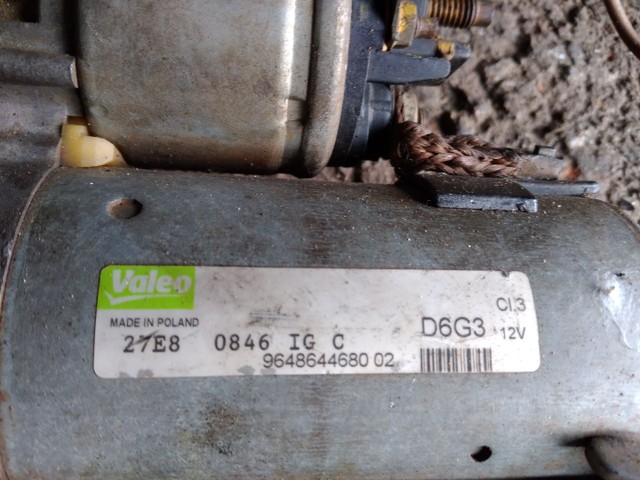 Valeo
MADE IN POLAND
27E8 0846 IG C
9648644680 02
D6G3
Cl.3
12V